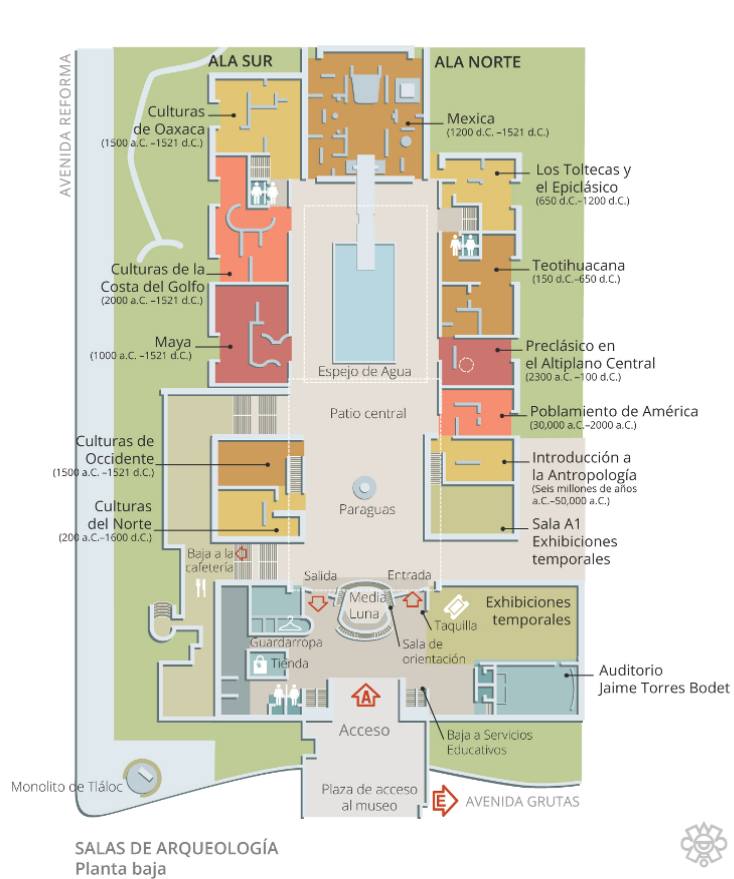 ALA SUR
ALA NORTE
AVENIDA REFORMA
Culturas
de Oaxaca
(1500 a.C. –1521 d.C.)
Mexica
(1200 d.C. –1521 d.C.)
Los Toltecas y
el Epiclásico
(650 d.C.–1200 d.C.)
Culturas de la
Costa del Golfo
(2000 a.C. –1521 d.C.)
Teotihuacana
(150 d.C.–650 d.C.)
Maya
(1000 a.C. –1521 d.C.)
Preclásico en
el Altiplano Central
(2300 a.C. –100 d.C.)
Espejo de Agua
Patio central
Poblamiento de América
(30,000 a.C.–2000 a.C.)
Culturas de
Occidente
(1500 a.C. –1521 d.C.)
Introducción a
la Antropología
(Seis millones de años
a.C.–50,000 a.C.)
Culturas
del Norte
(200 a.C.–1600 d.C.)
Paraguas
Sala A1
Exhibiciones
temporales
Baja a la
cafetería
Salida
Entrada
Media
Luna
Exhibiciones
temporales
Taquilla
Guardarropa
Sala de
orientación
Tienda
Auditorio
Jaime Torres Bodet
A
Acceso
Baja a Servicios
Educativos
Monolito de Tláloc
Plaza de acceso
al museo
E
AVENIDA GRUTAS
SALAS DE ARQUEOLOGÍA
Planta baja